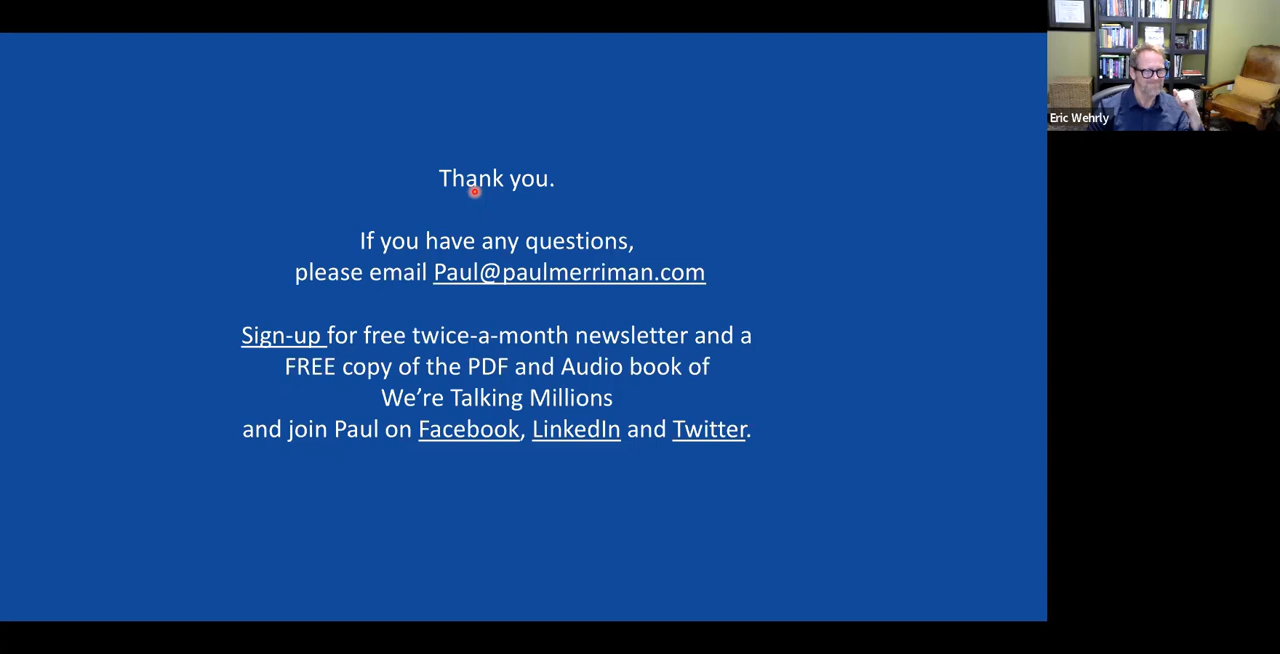 Thank you.
If you have any questions,
please email Paul@paulmerriman.com
Sign-up for free twice-a-month newsletter and a
FREE copy of the PDF and Audio book of
We're Talking Millions
and join Paul on Facebook, LinkedIn and Twitter.
Eric Wehrly